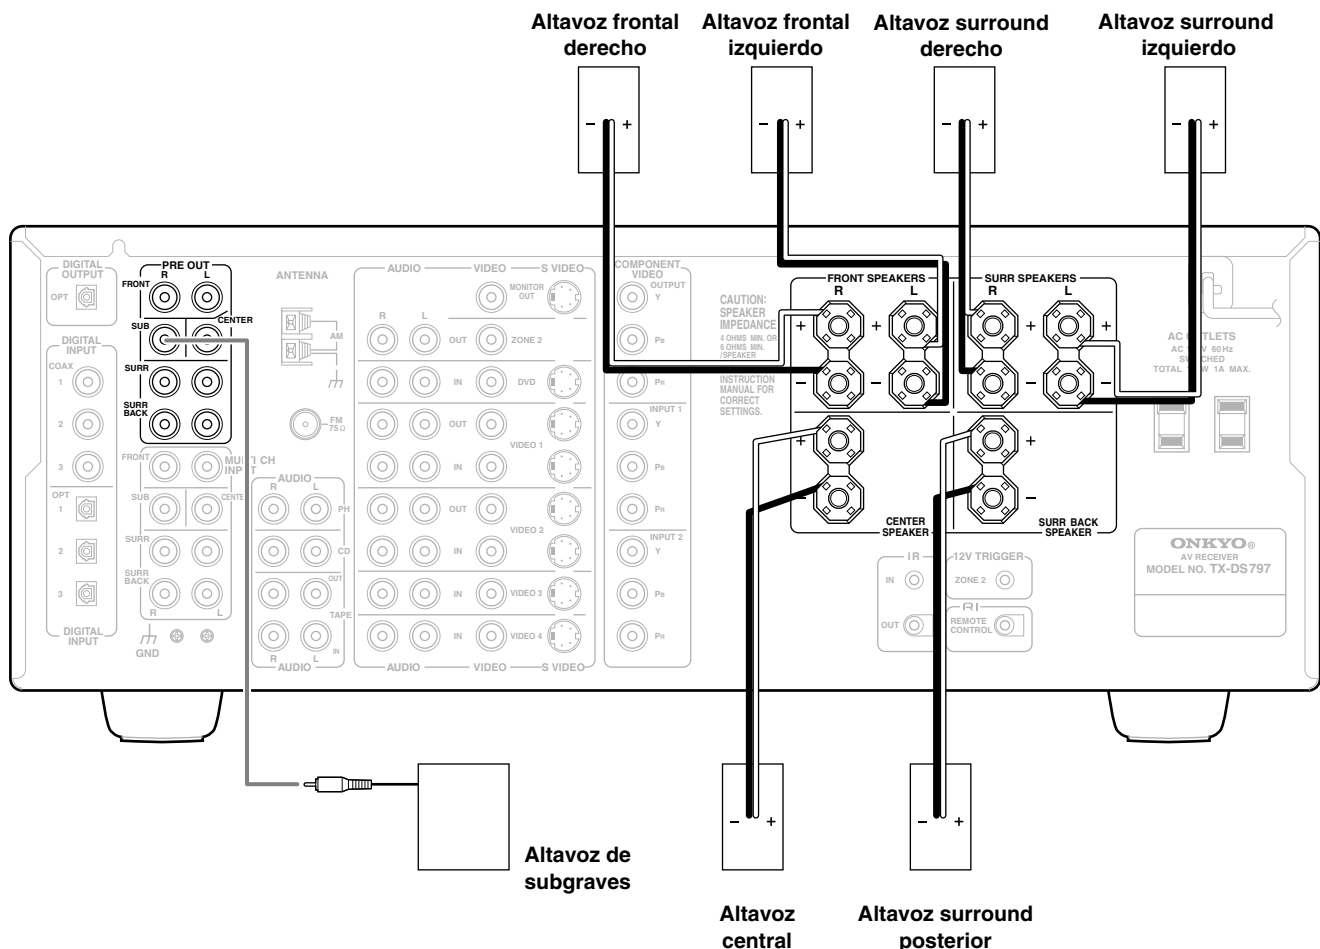 Altavoz frontal
derecho
Altavoz frontal
izquierdo
Altavoz surround
derecho
Altavoz surround
izquierdo
− +
− +
− +
− +
DIGITAL
OUTPUT
OPT
DIGITAL
INPUT
COAX
1
2
3
OPT
1
2
3
DIGITAL
INPUT
PRE OUT
R L
FRONT
SUB
CENTER
SURR
SURR
BACK
FRONT
MULTI CH
INPUT
SUB
CENTE
SURR
SURR
BACK
R L
GND
ANTENNA
AM
FM
75Ω
AUDIO
R L
PH
CD
OUT
TAPE
IN
R L
AUDIO
AUDIO VIDEO S VIDEO
MONITOR
OUT
R L
OUT ZONE 2
IN DVD
OUT
VIDEO 1
IN
OUT
VIDEO 2
IN
IN VIDEO 3
IN VIDEO 4
AUDIO VIDEO S VIDEO
COMPONENT
VIDEO
OUTPUT
Y
PB
PR
INPUT 1
Y
PB
PR
INPUT 2
Y
PB
PR
CAUTION:
SPEAKER
IMPEDANCE
4 OHMS MIN. OR
6 OHMS MIN.
/SPEAKER
INSTRUCTION
MANUAL FOR
CORRECT
SETTINGS.
FRONT SPEAKERS
R L
SURR SPEAKERS
R L
+ + + +
− − − −
+ +
− −
CENTER
SPEAKER
SURR BACK
SPEAKER
AC OUTLETS
AC V 60Hz
SWITCHED
TOTAL W 1A MAX.
IR
IN
OUT
12V TRIGGER
ZONE 2
RI
REMOTE
CONTROL
ONKYO®
AV RECEIVER
MODEL NO. TX-DS797
− +
− +
Altavoz de
subgraves
Altavoz
central
Altavoz surround
posterior